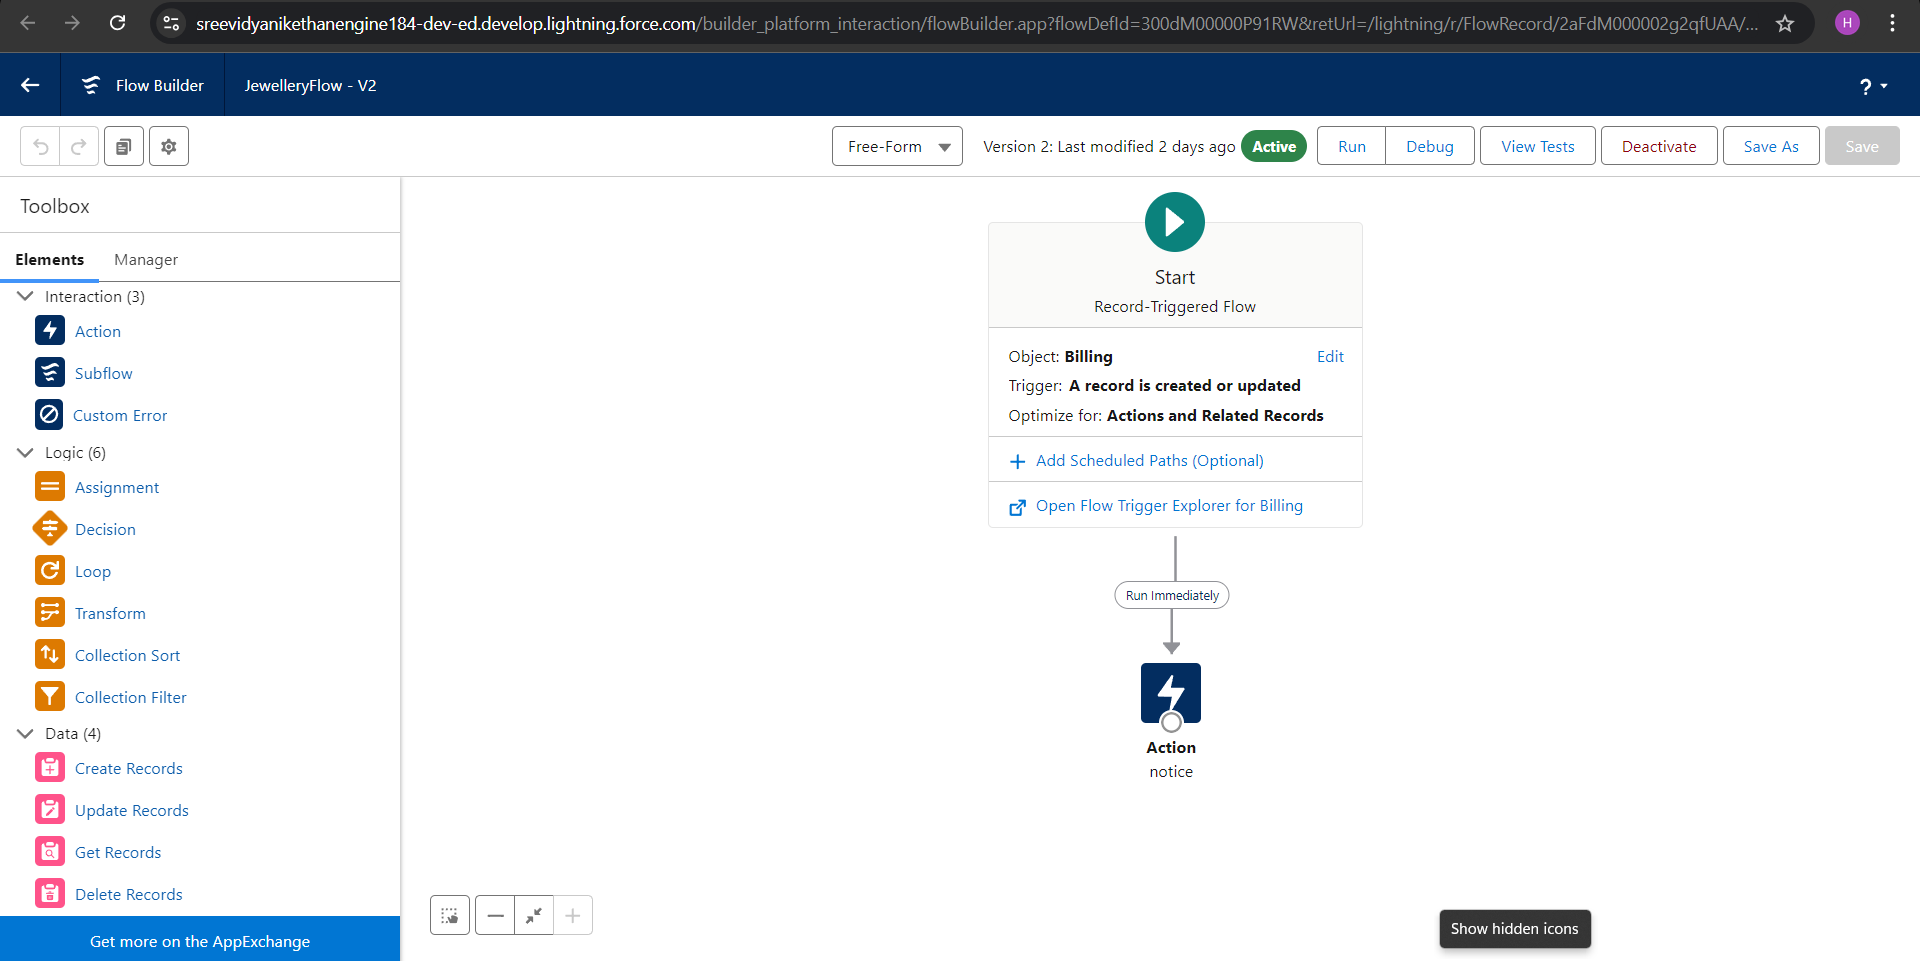 sreevidyanikethanengine184-dev-ed.develop.lightning.force.com/builder_platform_interaction/flowBuilder.app?flowDefId=300dM00000P91RW&retUrl=/lightning/r/FlowRecord/2aFdM000002g2qfUAA/...
H
Flow Builder
JewelleryFlow - V2
?
Free-Form
Version 2: Last modified 2 days ago
Active
Run
Debug
View Tests
Deactivate
Save As
Save
Toolbox
Elements
Manager
Interaction (3)
Action
Subflow
Custom Error
Logic (6)
Assignment
Decision
Loop
Transform
Collection Sort
Collection Filter
Data (4)
Create Records
Update Records
Get Records
Delete Records
Get more on the AppExchange
Start
Record-Triggered Flow
Object: Billing
Edit
Trigger: A record is created or updated
Optimize for: Actions and Related Records
Add Scheduled Paths (Optional)
Open Flow Trigger Explorer for Billing
Run Immediately
Action
notice
Show hidden icons